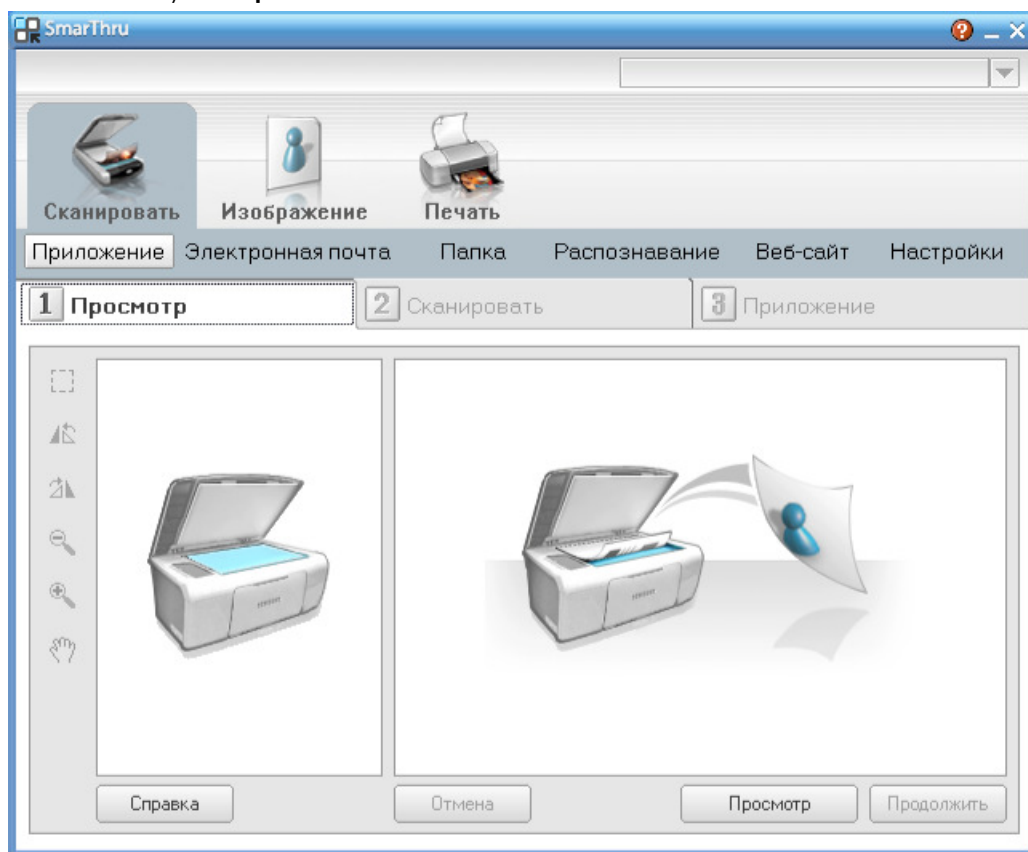 SmarThru
Сканировать Изображение Печать
Приложение Электронная почта Папка Распознавание Веб-сайт Настройки
1 Просмотр 2 Сканировать 3 Приложение
Справка Отмена Просмотр Продолжить